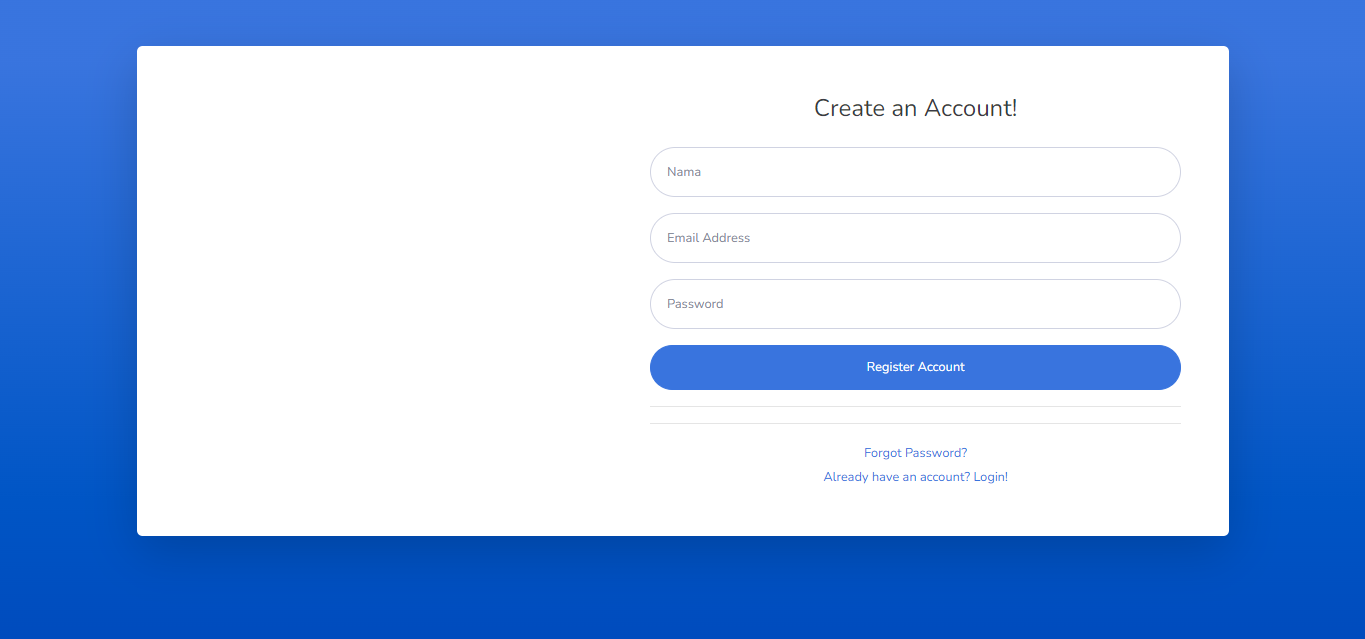 Create an Account!
Nama
Email Address
Password
Register Account
Forgot Password?
Already have an account? Login!